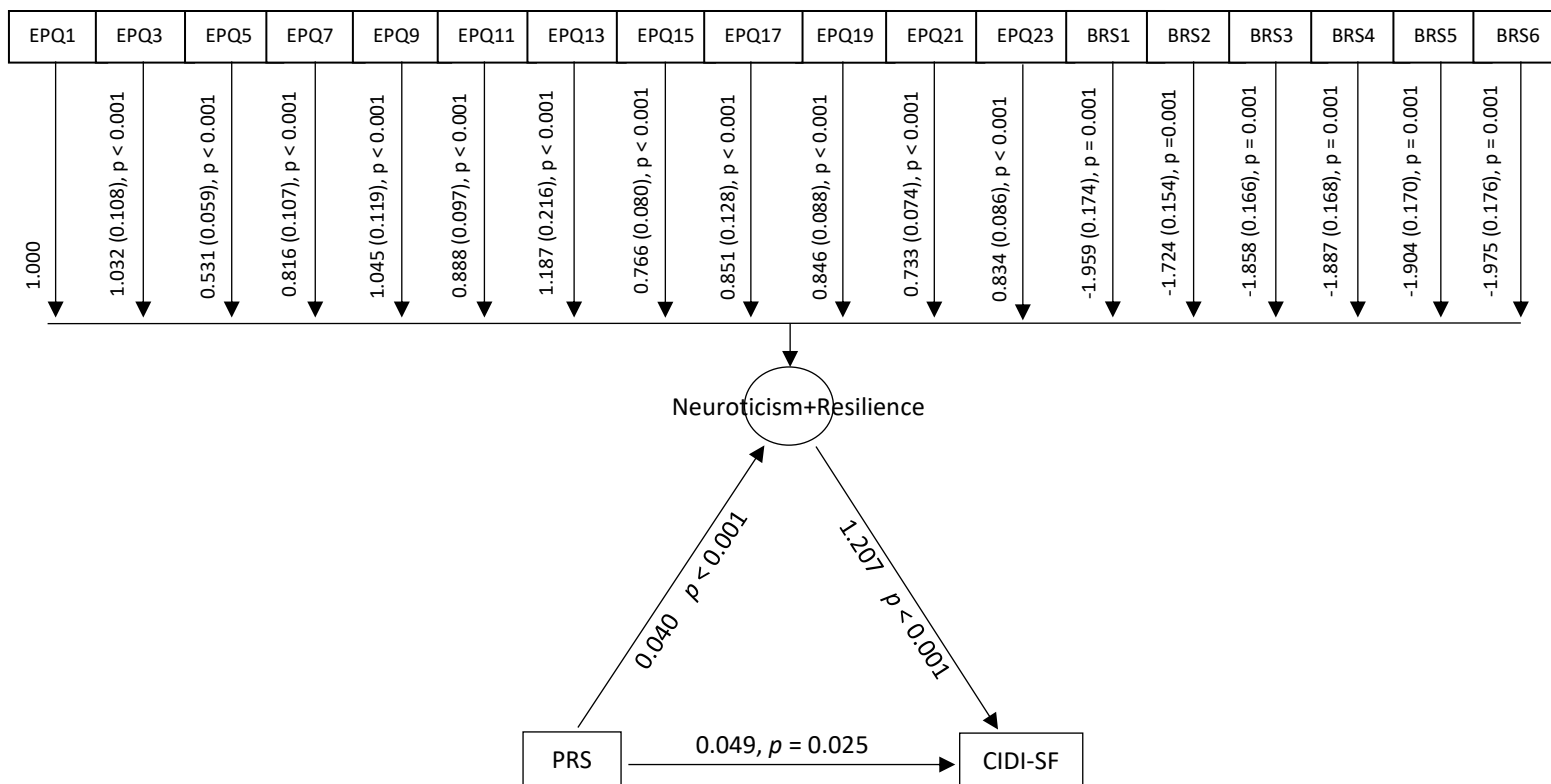 EPQ1 EPQ3 EPQ5 EPQ7 EPQ9 EPQ11 EPQ13 EPQ15 EPQ17 EPQ19 EPQ21 EPQ23 BRS1 BRS2 BRS3 BRS4 BRS5 BRS6
1.000
1.032 (0.108), p < 0.001
0.531 (0.059), p < 0.001
0.816 (0.107), p < 0.001
1.045 (0.119), p < 0.001
0.888 (0.097), p < 0.001
1.187 (0.216), p < 0.001
0.766 (0.080), p < 0.001
0.851 (0.128), p < 0.001
0.846 (0.088), p < 0.001
0.733 (0.074), p < 0.001
0.834 (0.086), p < 0.001
-1.959 (0.174), p = 0.001
-1.724 (0.154), p =0.001
-1.858 (0.166), p = 0.001
-1.887 (0.168), p = 0.001
-1.904 (0.170), p = 0.001
-1.975 (0.176), p = 0.001
Neuroticism+Resilience
0.040 p < 0.001
1.207 p < 0.001
PRS
0.049, p = 0.025
CIDI-SF